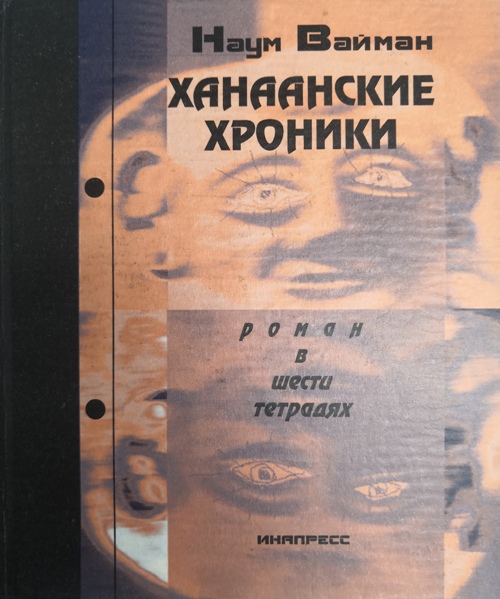 Наум Вайман
ХАНААНСКИЕ
ХРОНИКИ
роман
в
шести
тетрадях
ИНАПРЕСС